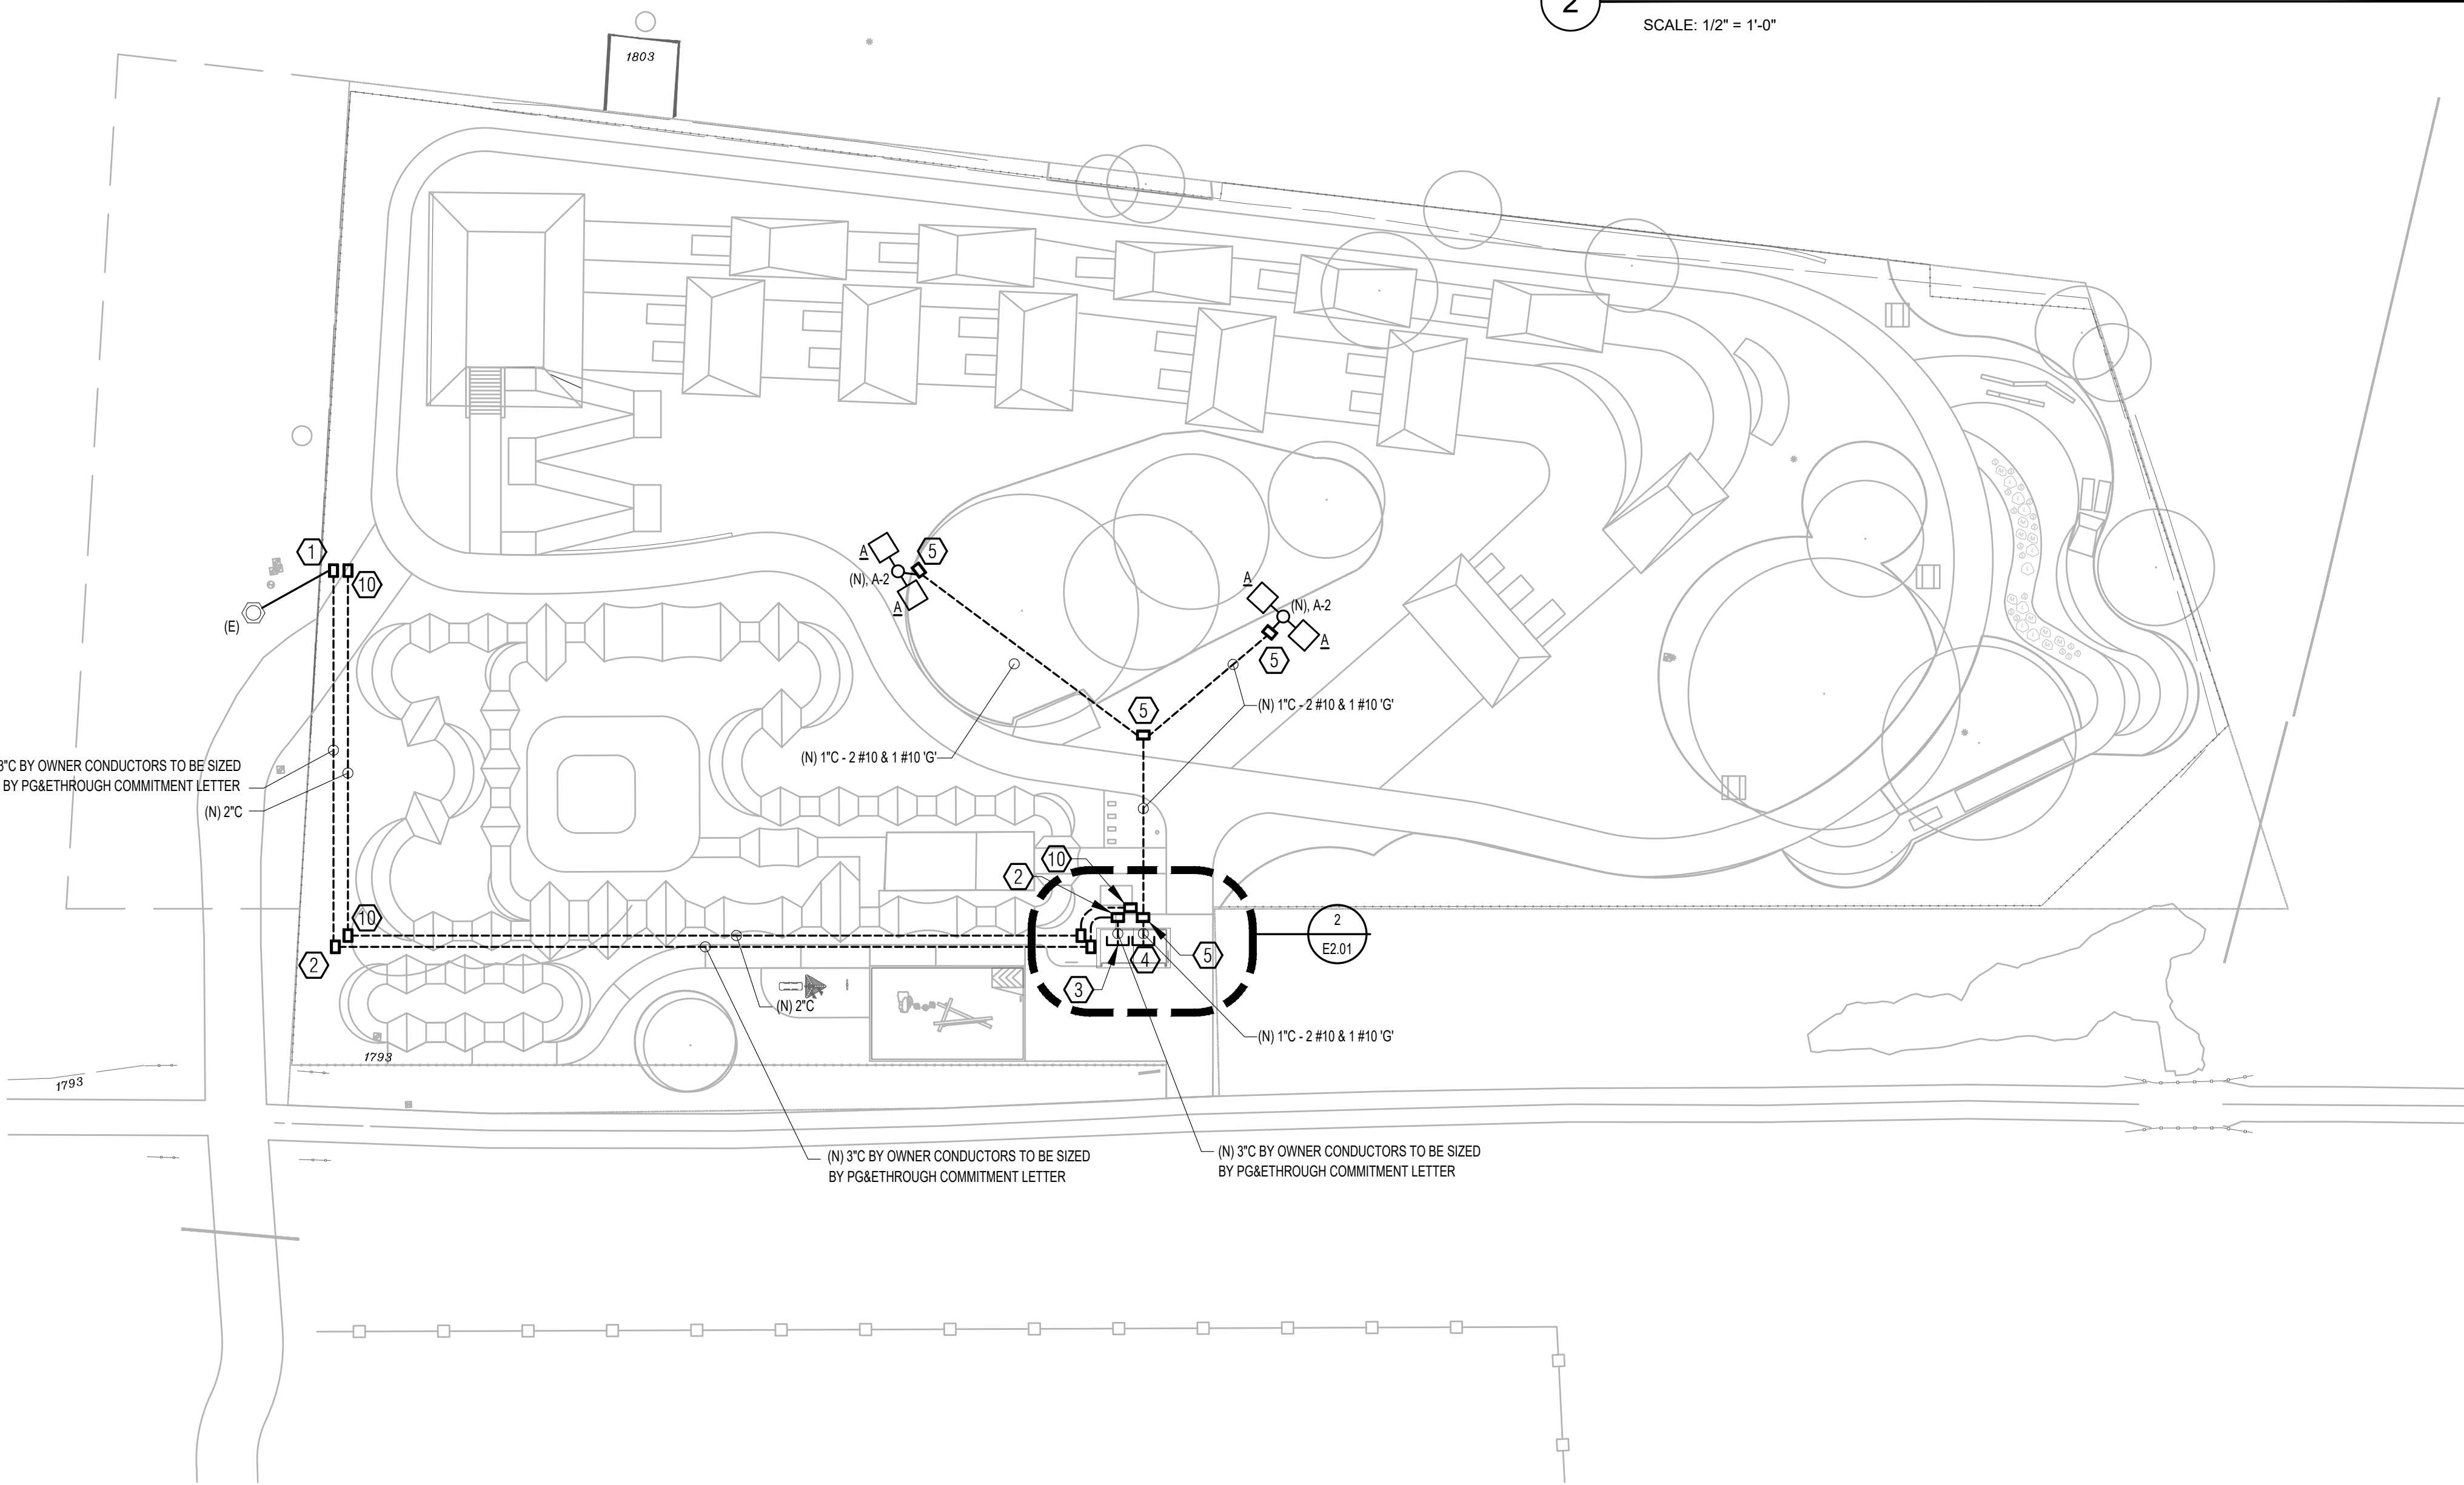 2
SCALE: 1/2" = 1'-0"
1803
1
10
(E)
A
5
(N), A-2
A
A
(N), A-2
A
5
5
(N) 1"C - 2 #10 & 1 #10 'G'
(N) 1"C - 2 #10 & 1 #10 'G'
3"C BY OWNER CONDUCTORS TO BE SIZED
BY PG&ETHROUGH COMMITMENT LETTER
(N) 2"C
10
2
10
2
2
E2.01
3
4
5
(N) 2"C
(N) 1"C - 2 #10 & 1 #10 'G'
1793
1793
(N) 3"C BY OWNER CONDUCTORS TO BE SIZED
BY PG&ETHROUGH COMMITMENT LETTER
(N) 3"C BY OWNER CONDUCTORS TO BE SIZED
BY PG&ETHROUGH COMMITMENT LETTER